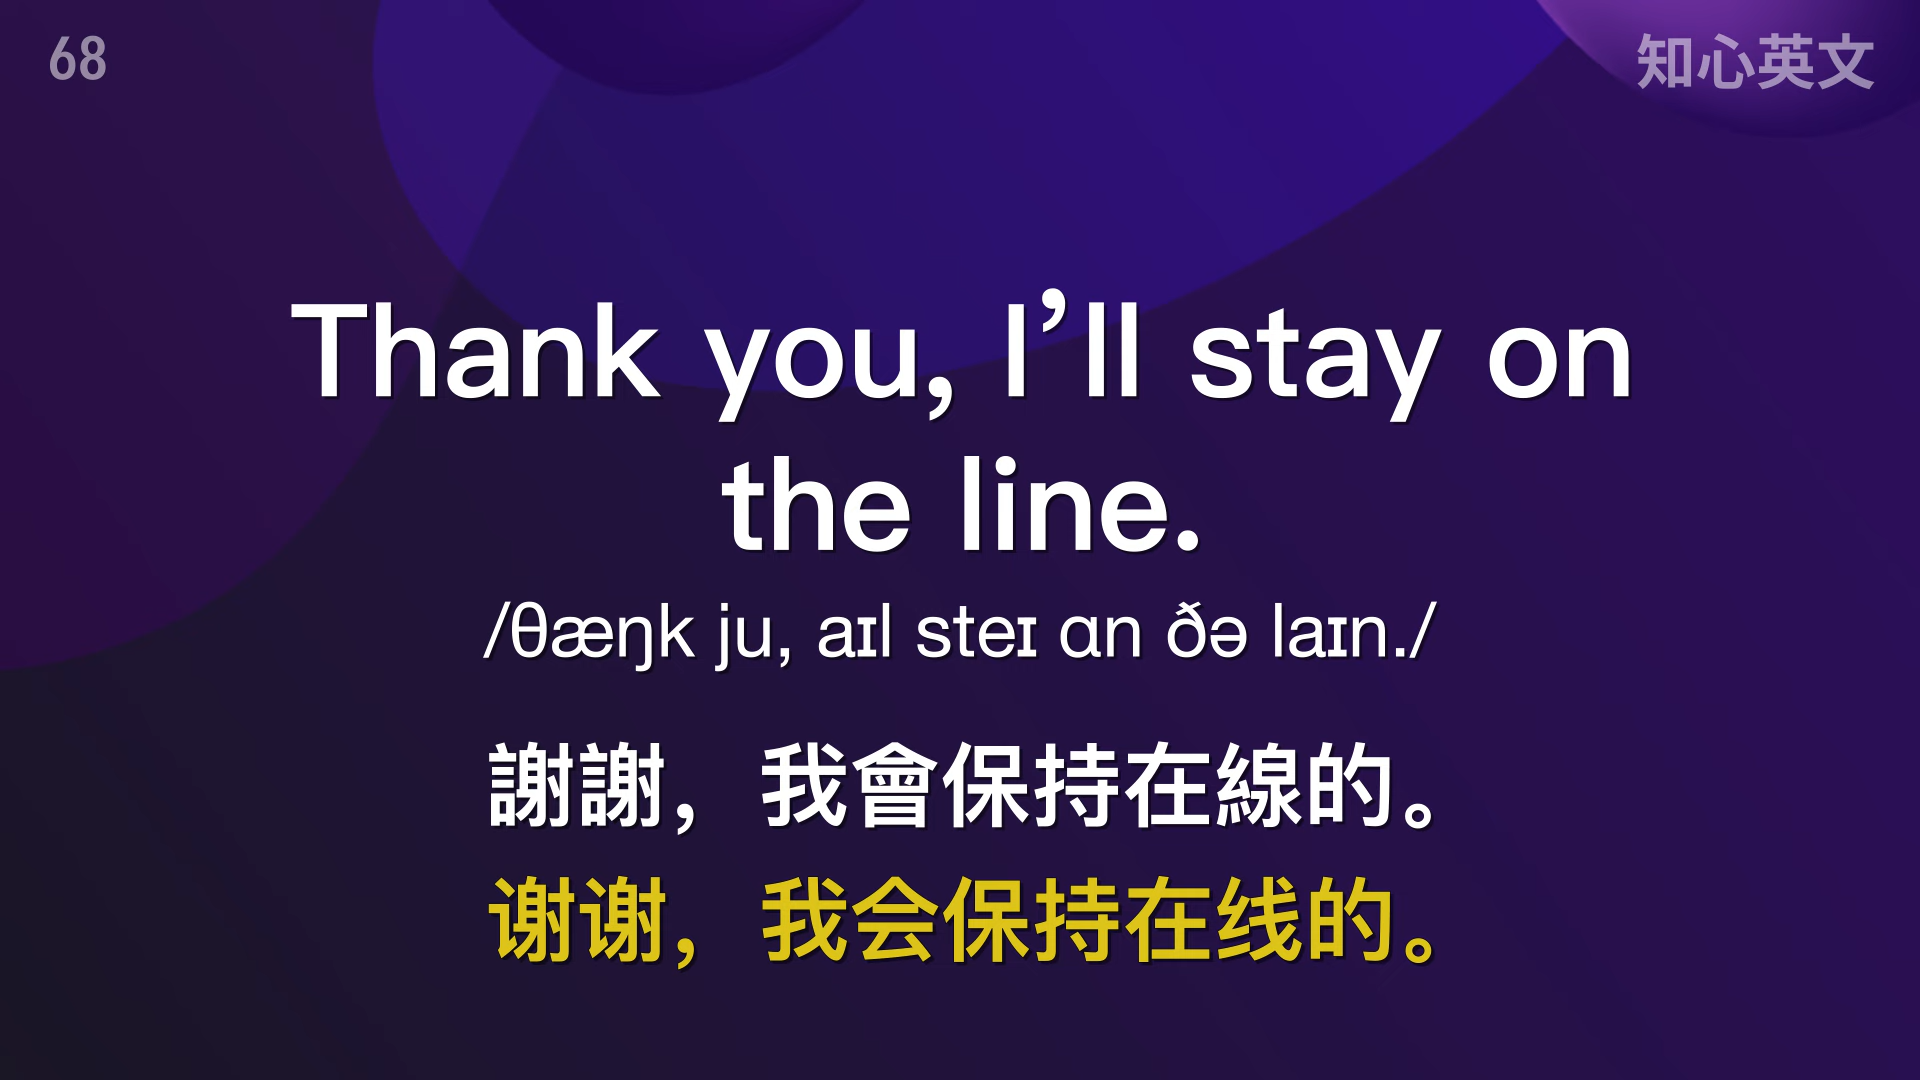 68
知心英文
Thank you, I’ll stay on
the line.
/θæŋk ju, aɪl steɪ ɑn ðə laɪn./
謝謝，我會保持在線的。
谢谢，我会保持在线的。